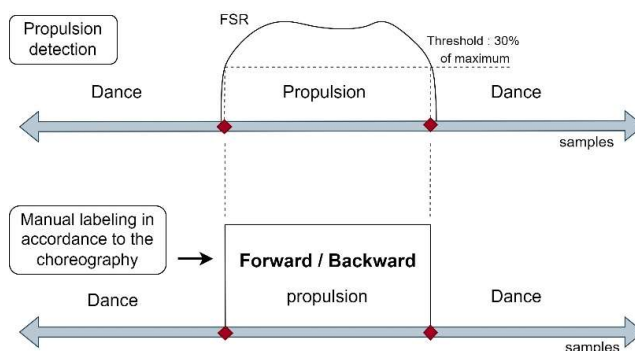 Propulsion
detection
FSR
Threshold : 30%
of maximum
Dance
Propulsion
Dance
samples
Manual labeling in
accordance to the
choreography
Forward / Backward
propulsion
Dance
Dance
samples